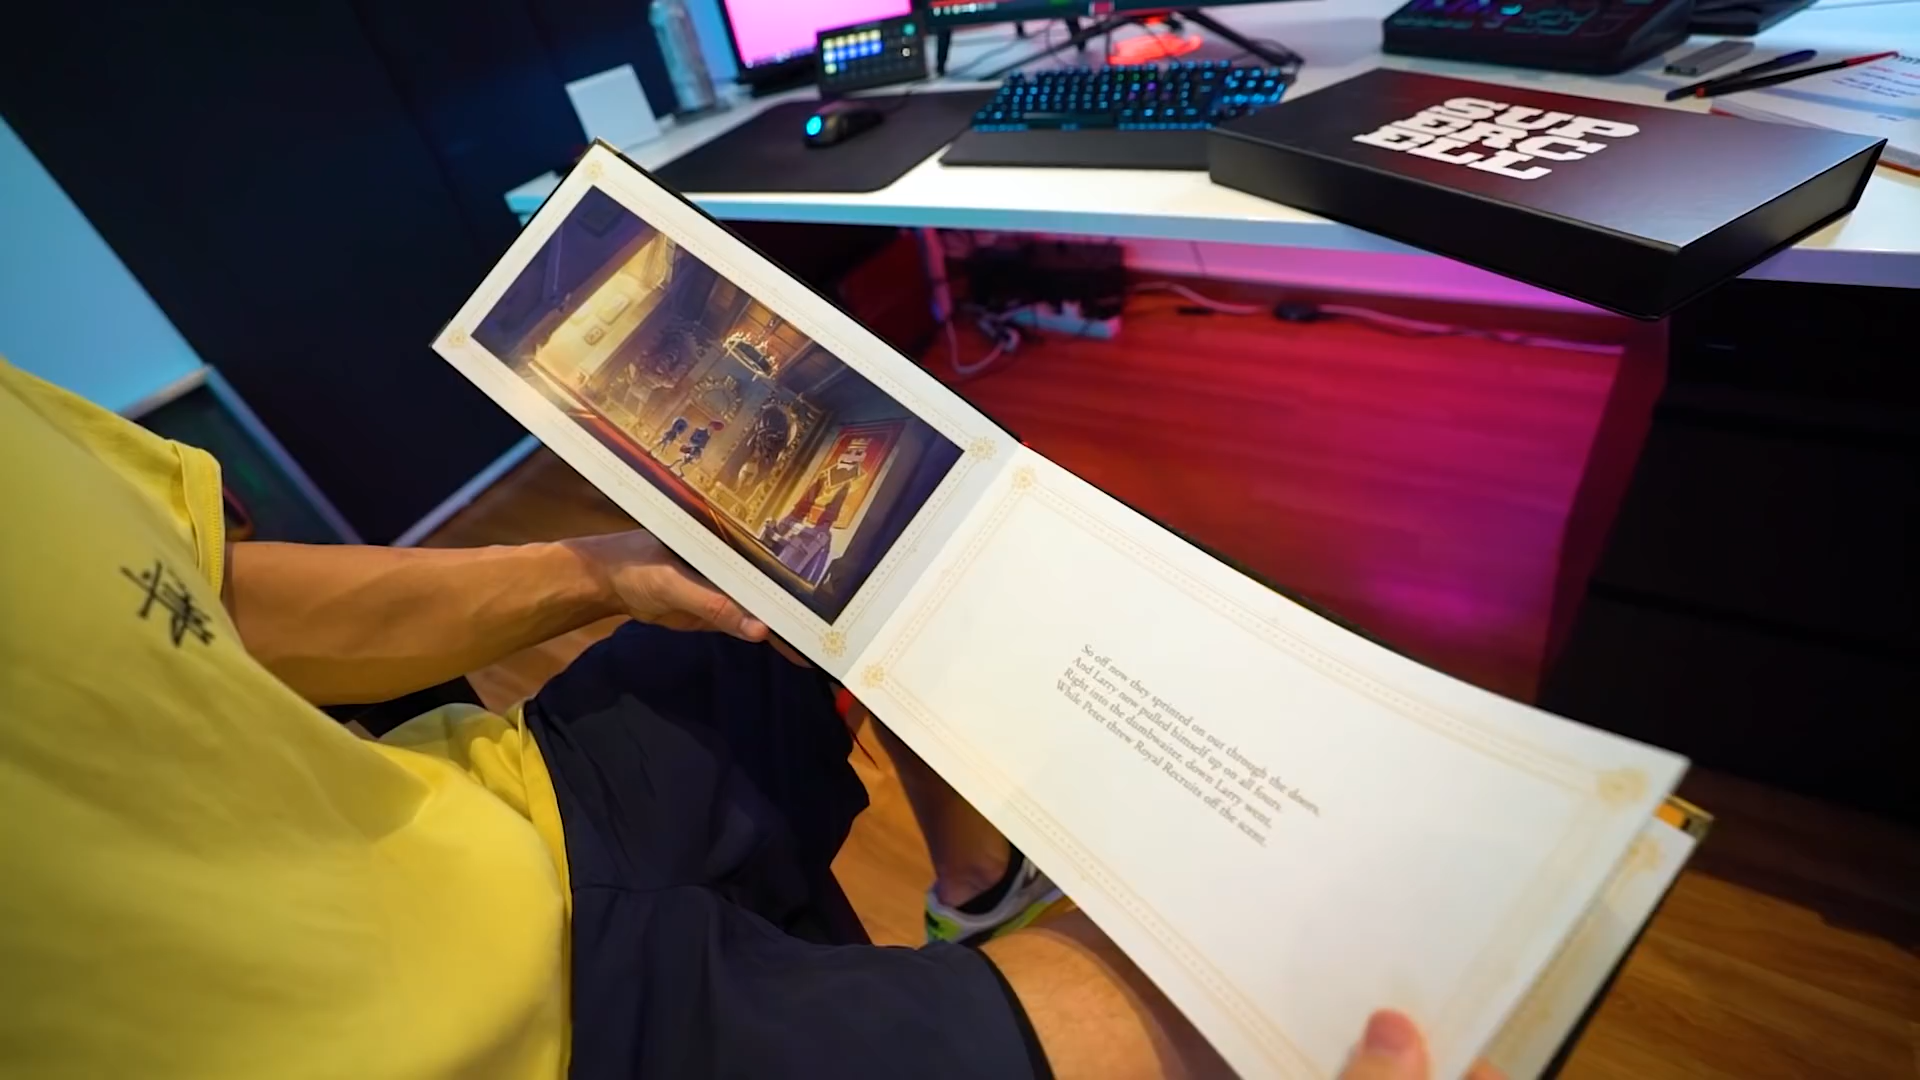 SUP
ERC
ELL
So off now they sprinted on out through the doors,
And Larry now pulled himself up on all fours.
Right into the dumbwaiter, down Larry went,
While Peter threw Royal Recruits off the scent.